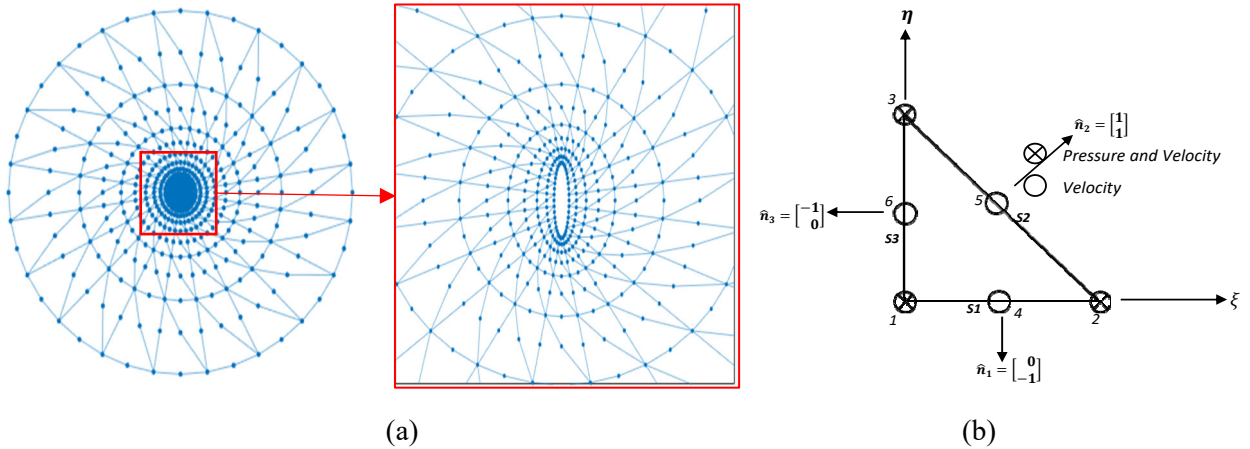 η
3
n̂₂ = [1 1]
Pressure and Velocity
Velocity
5
S2
6
n̂₃ = [-1 0]
S3
1
S1
4
2
ξ
n̂₁ = [0 -1]
(a)
(b)